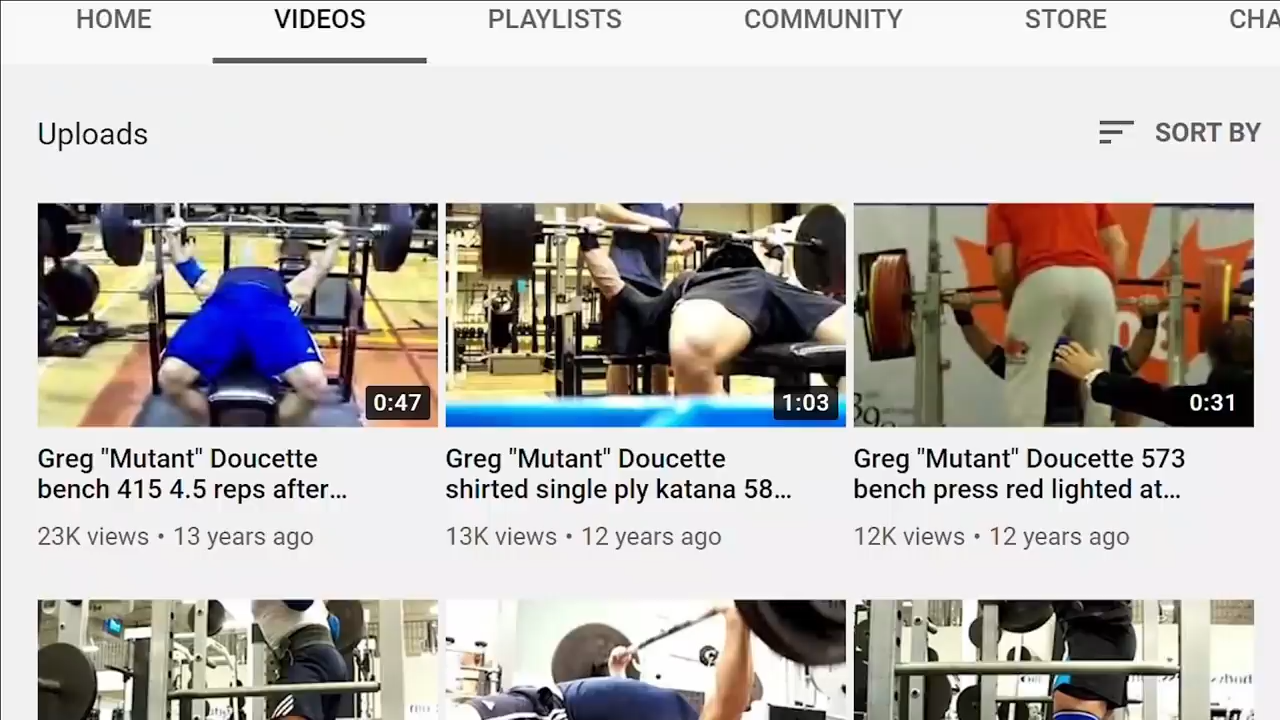 HOME VIDEOS PLAYLISTS COMMUNITY STORE CHA
Uploads
SORT BY
0:47
1:03
0:31
Greg "Mutant" Doucette
bench 415 4.5 reps after...
23K views • 13 years ago
Greg "Mutant" Doucette
shirted single ply katana 58...
13K views • 12 years ago
Greg "Mutant" Doucette 573
bench press red lighted at...
12K views • 12 years ago